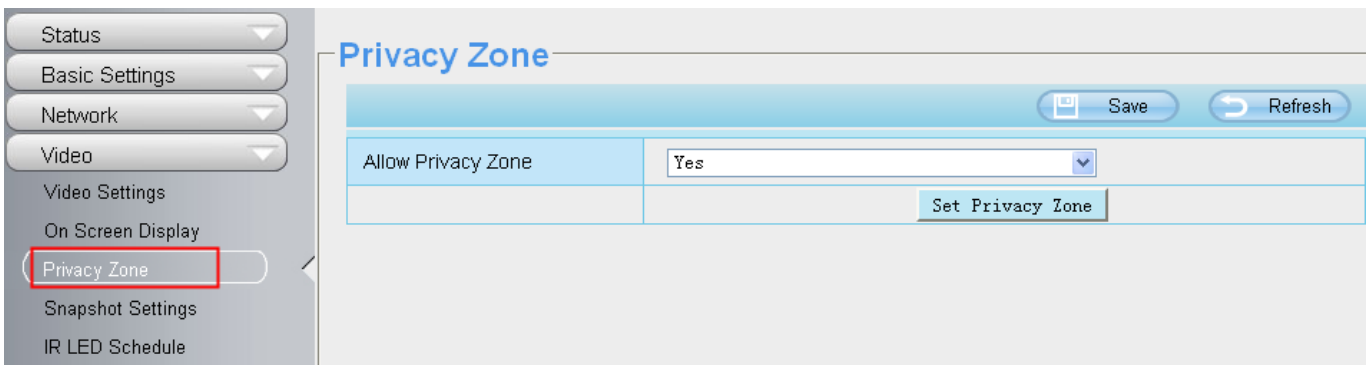 Status
Basic Settings
Network
Video
Video Settings
On Screen Display
Privacy Zone
Snapshot Settings
IR LED Schedule
Privacy Zone
Save Refresh
Allow Privacy Zone Yes
Set Privacy Zone